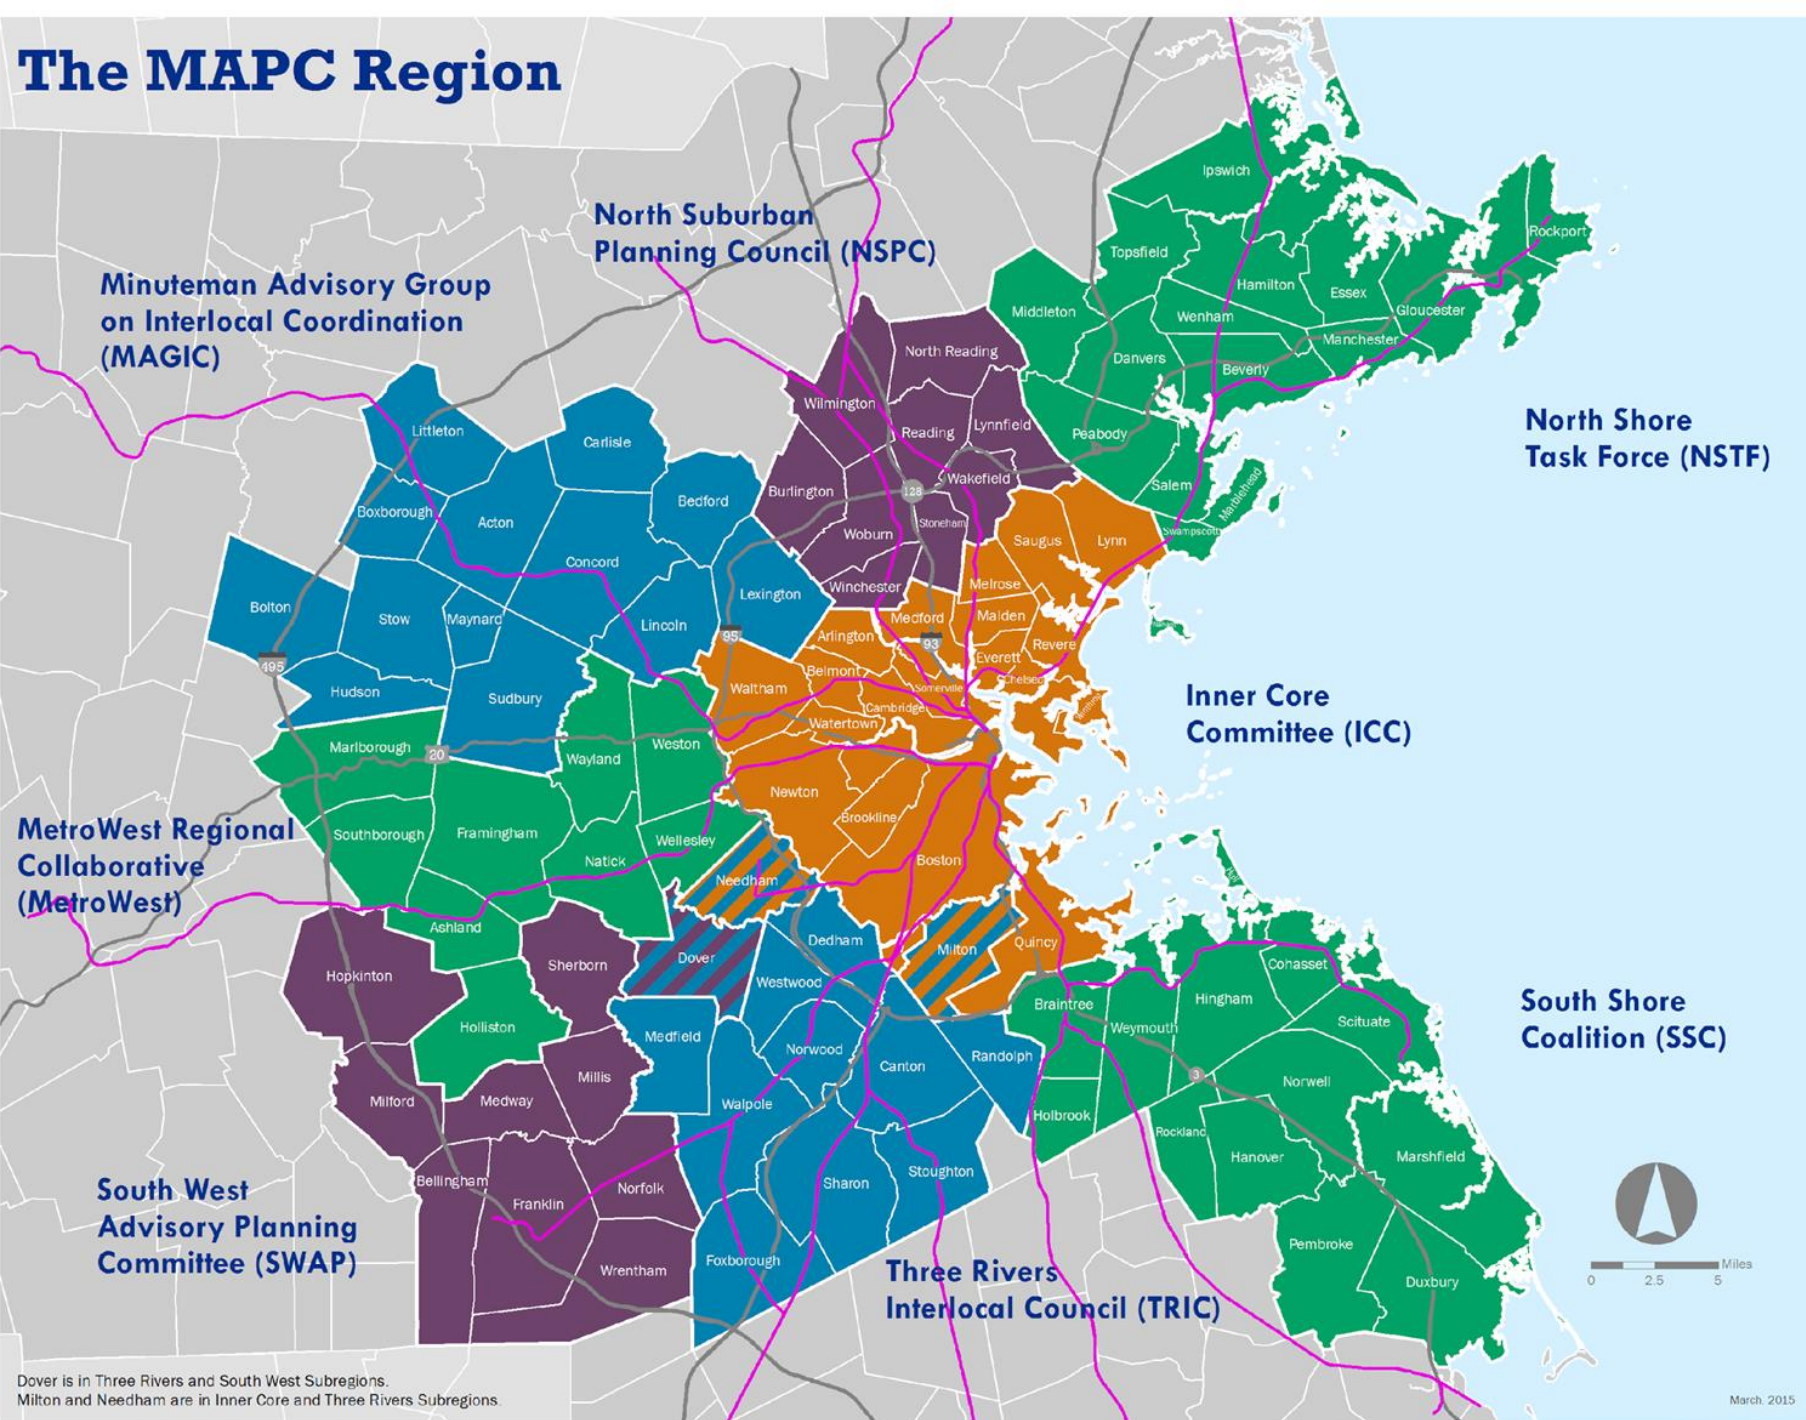 The MAPC Region
North Suburban
Planning Council (NSPC)
Minuteman Advisory Group
on Interlocal Coordination
(MAGIC)
North Shore
Task Force (NSTF)
Inner Core
Committee (ICC)
MetroWest Regional
Collaborative
(MetroWest)
South Shore
Coalition (SSC)
South West
Advisory Planning
Committee (SWAP)
Three Rivers
Interlocal Council (TRIC)
Ipswich
Rockport
Topsfield
Hamilton
Essex
Gloucester
Middleton
Wenham
Manchester
Danvers
Beverly
Peabody
Salem
Marblehead
Swampscott
North Reading
Wilmington
Reading
Lynnfield
Wakefield
Burlington
128
Stoneham
Woburn
Winchester
Littleton
Carlisle
Bedford
Boxborough
Acton
Concord
Lexington
Bolton
Stow
Maynard
Lincoln
95
495
Hudson
Sudbury
Saugus
Lynn
Melrose
Medford
Malden
Arlington
93
Revere
Everett
Belmont
Chelsea
Waltham
Somerville
Cambridge
Watertown
Newton
Brookline
Boston
Quincy
Needham
Milton
Dover
Marlborough
20
Wayland
Weston
Southborough
Framingham
Natick
Wellesley
Ashland
Holliston
Hopkinton
Sherborn
Milford
Medway
Millis
Bellingham
Franklin
Norfolk
Wrentham
Dedham
Westwood
Medfield
Norwood
Canton
Randolph
Walpole
Sharon
Stoughton
Foxborough
Hull
Cohasset
Braintree
Hingham
Weymouth
Scituate
3
Norwell
Holbrook
Rockland
Hanover
Marshfield
Pembroke
Duxbury
Miles
0 2.5 5
Dover is in Three Rivers and South West Subregions.
Milton and Needham are in Inner Core and Three Rivers Subregions.
March, 2015